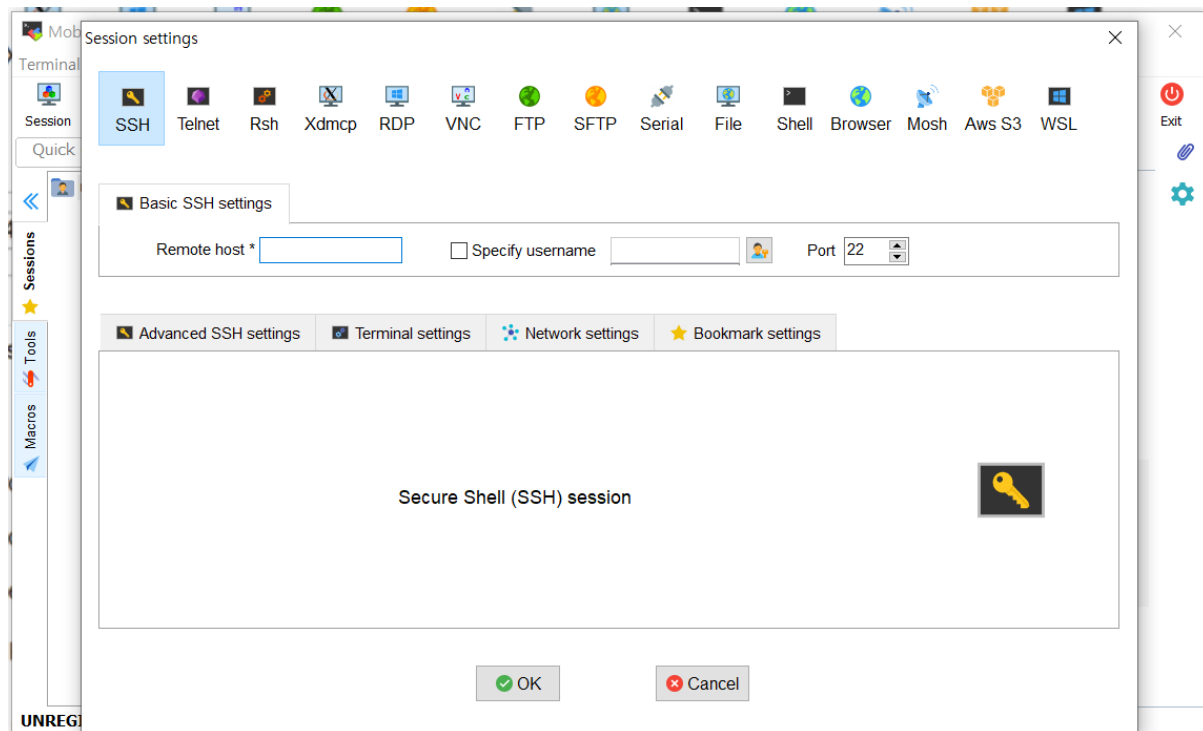 Mob
Session settings
Terminal
Session
SSH Telnet Rsh Xdmcp RDP VNC FTP SFTP Serial File Shell Browser Mosh Aws S3 WSL
Exit
Quick
Basic SSH settings
Remote host * Specify username Port 22
Sessions
Advanced SSH settings Terminal settings Network settings Bookmark settings
Tools
Macros
Secure Shell (SSH) session
OK Cancel
UNREGI